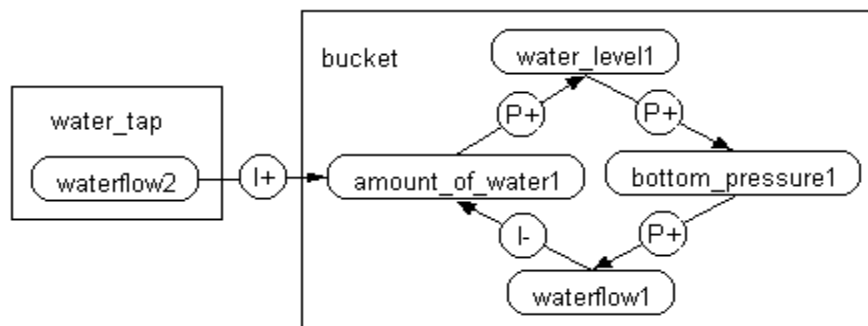 bucket
water_level1
water_tap
P+
P+
waterflow2
I+
amount_of_water1
bottom_pressure1
I-
P+
waterflow1